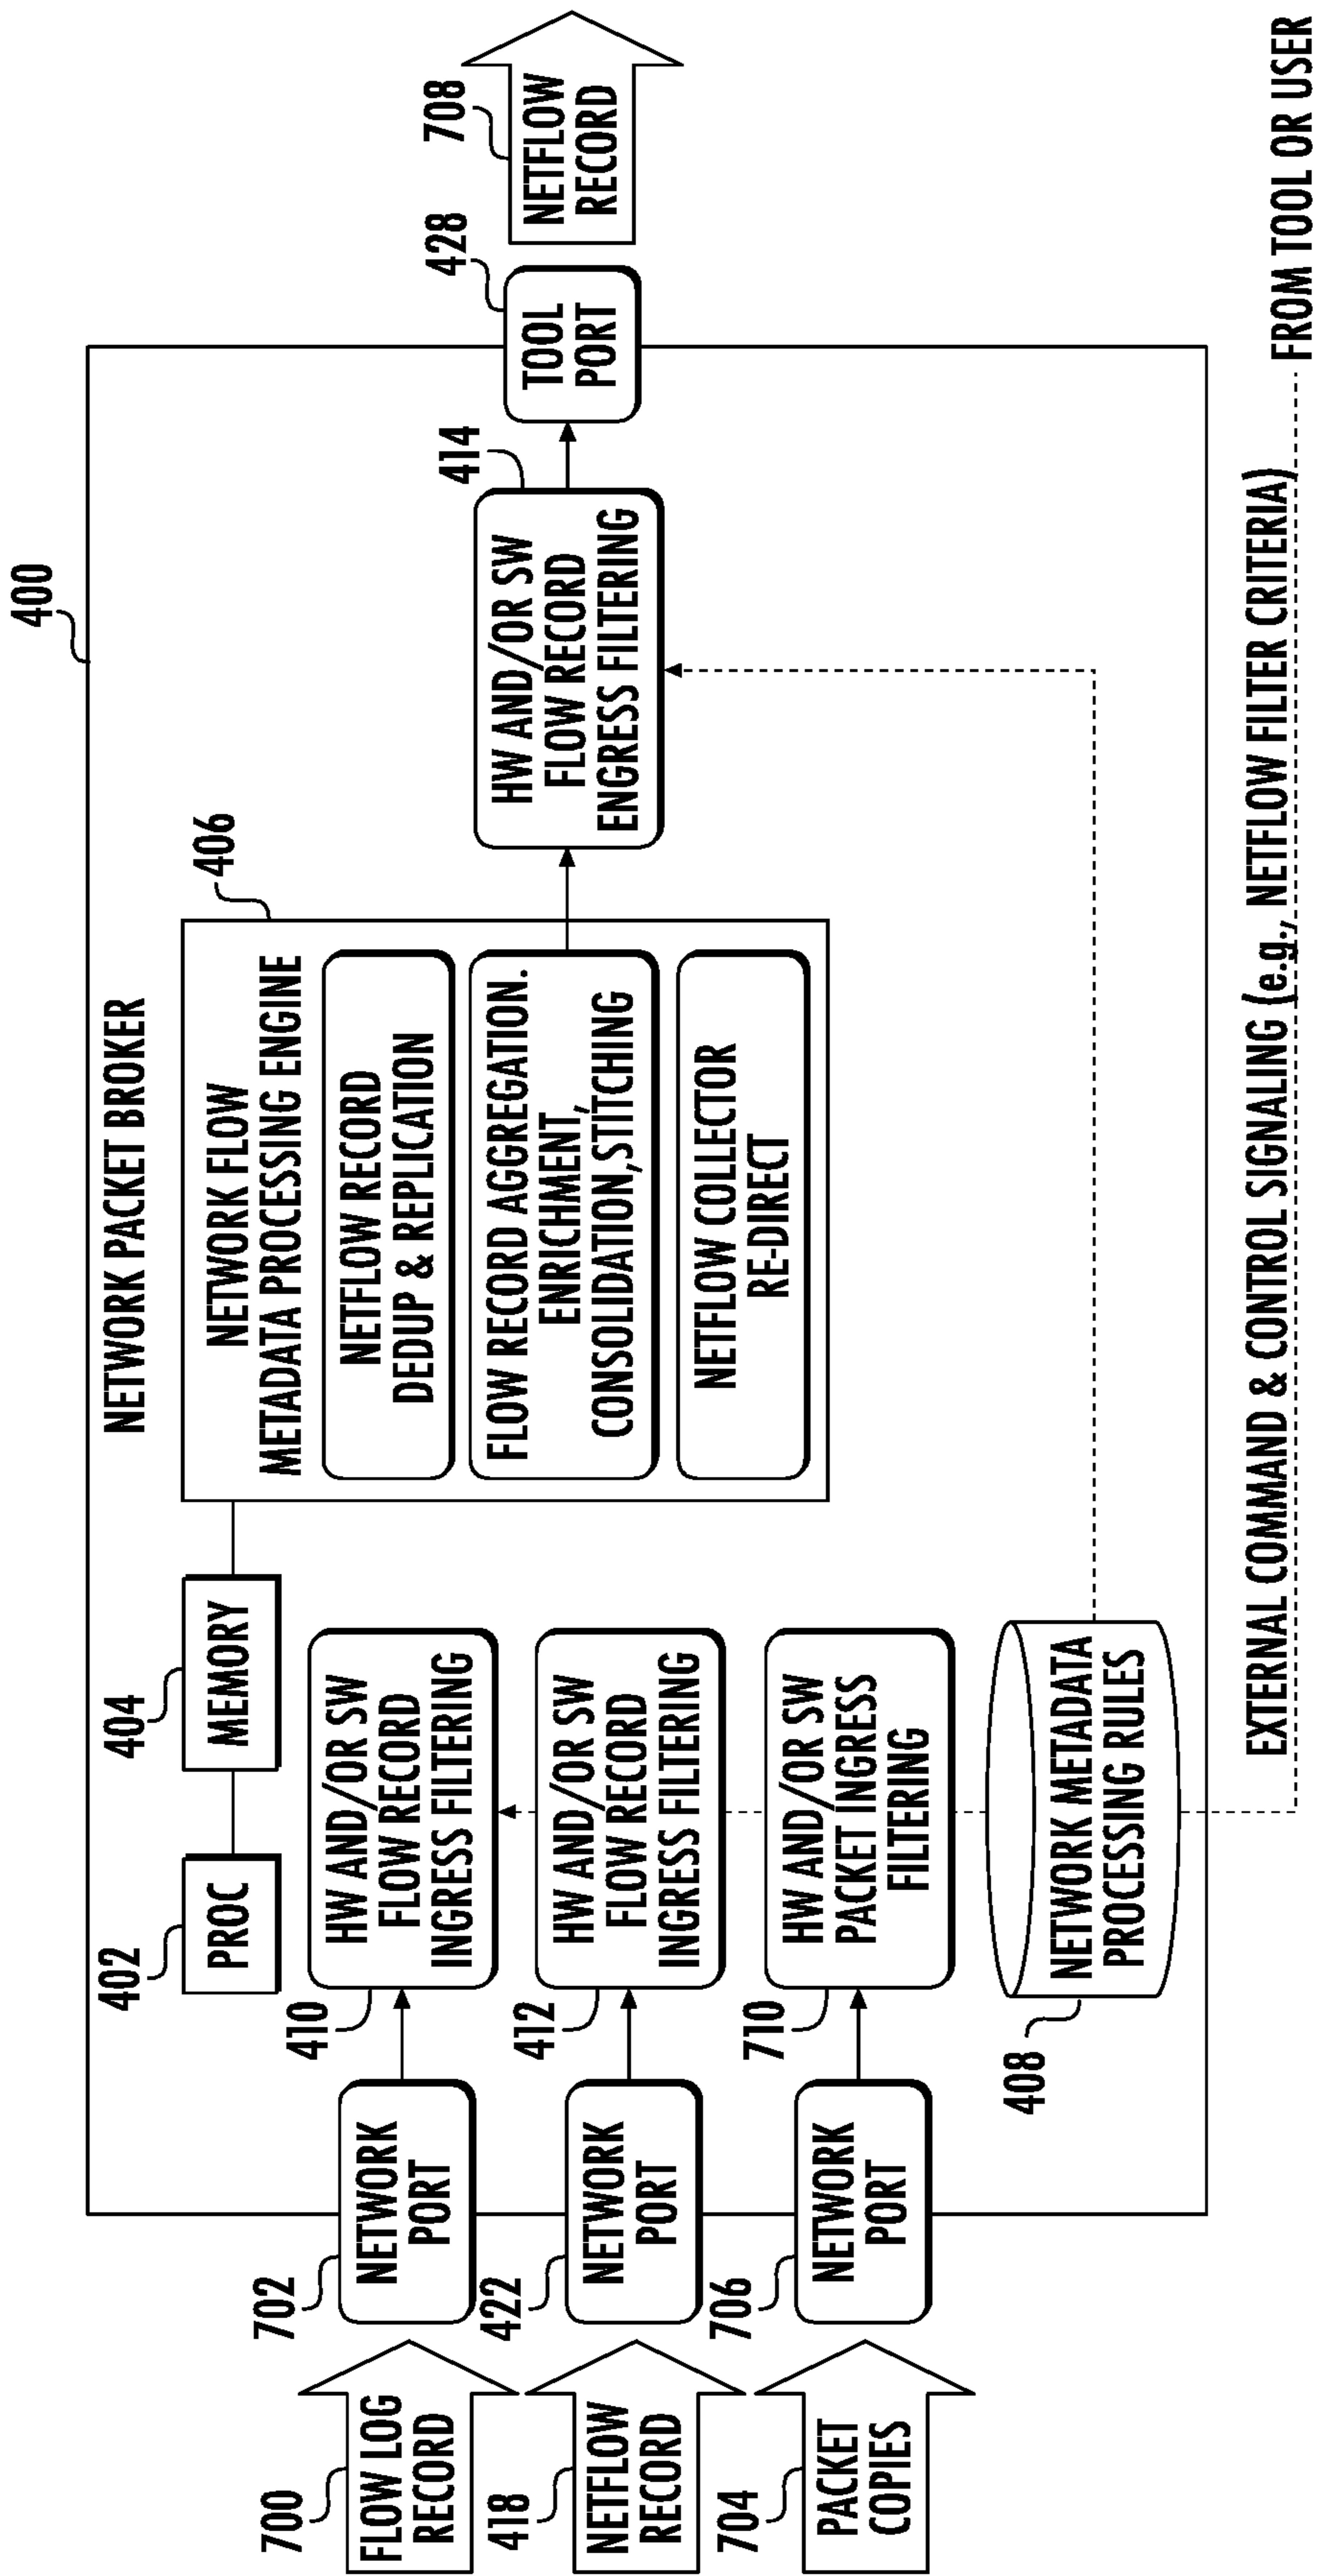 400
NETWORK PACKET BROKER
402
PROC
404
MEMORY
406
NETWORK FLOW
METADATA PROCESSING ENGINE
NETFLOW RECORD
DEDUP & REPLICATION
FLOW RECORD AGGREGATION.
ENRICHMENT,
CONSOLIDATION,STITCHING
NETFLOW COLLECTOR
RE-DIRECT
700
FLOW LOG
RECORD
702
NETWORK
PORT
410
HW AND/OR SW
FLOW RECORD
INGRESS FILTERING
418
NETFLOW
RECORD
422
NETWORK
PORT
412
HW AND/OR SW
FLOW RECORD
INGRESS FILTERING
704
PACKET
COPIES
706
NETWORK
PORT
710
HW AND/OR SW
PACKET INGRESS
FILTERING
408
NETWORK METADATA
PROCESSING RULES
414
HW AND/OR SW
FLOW RECORD
ENGRESS FILTERING
428
TOOL
PORT
708
NETFLOW
RECORD
EXTERNAL COMMAND & CONTROL SIGNALING (e.g., NETFLOW FILTER CRITERIA)
FROM TOOL OR USER